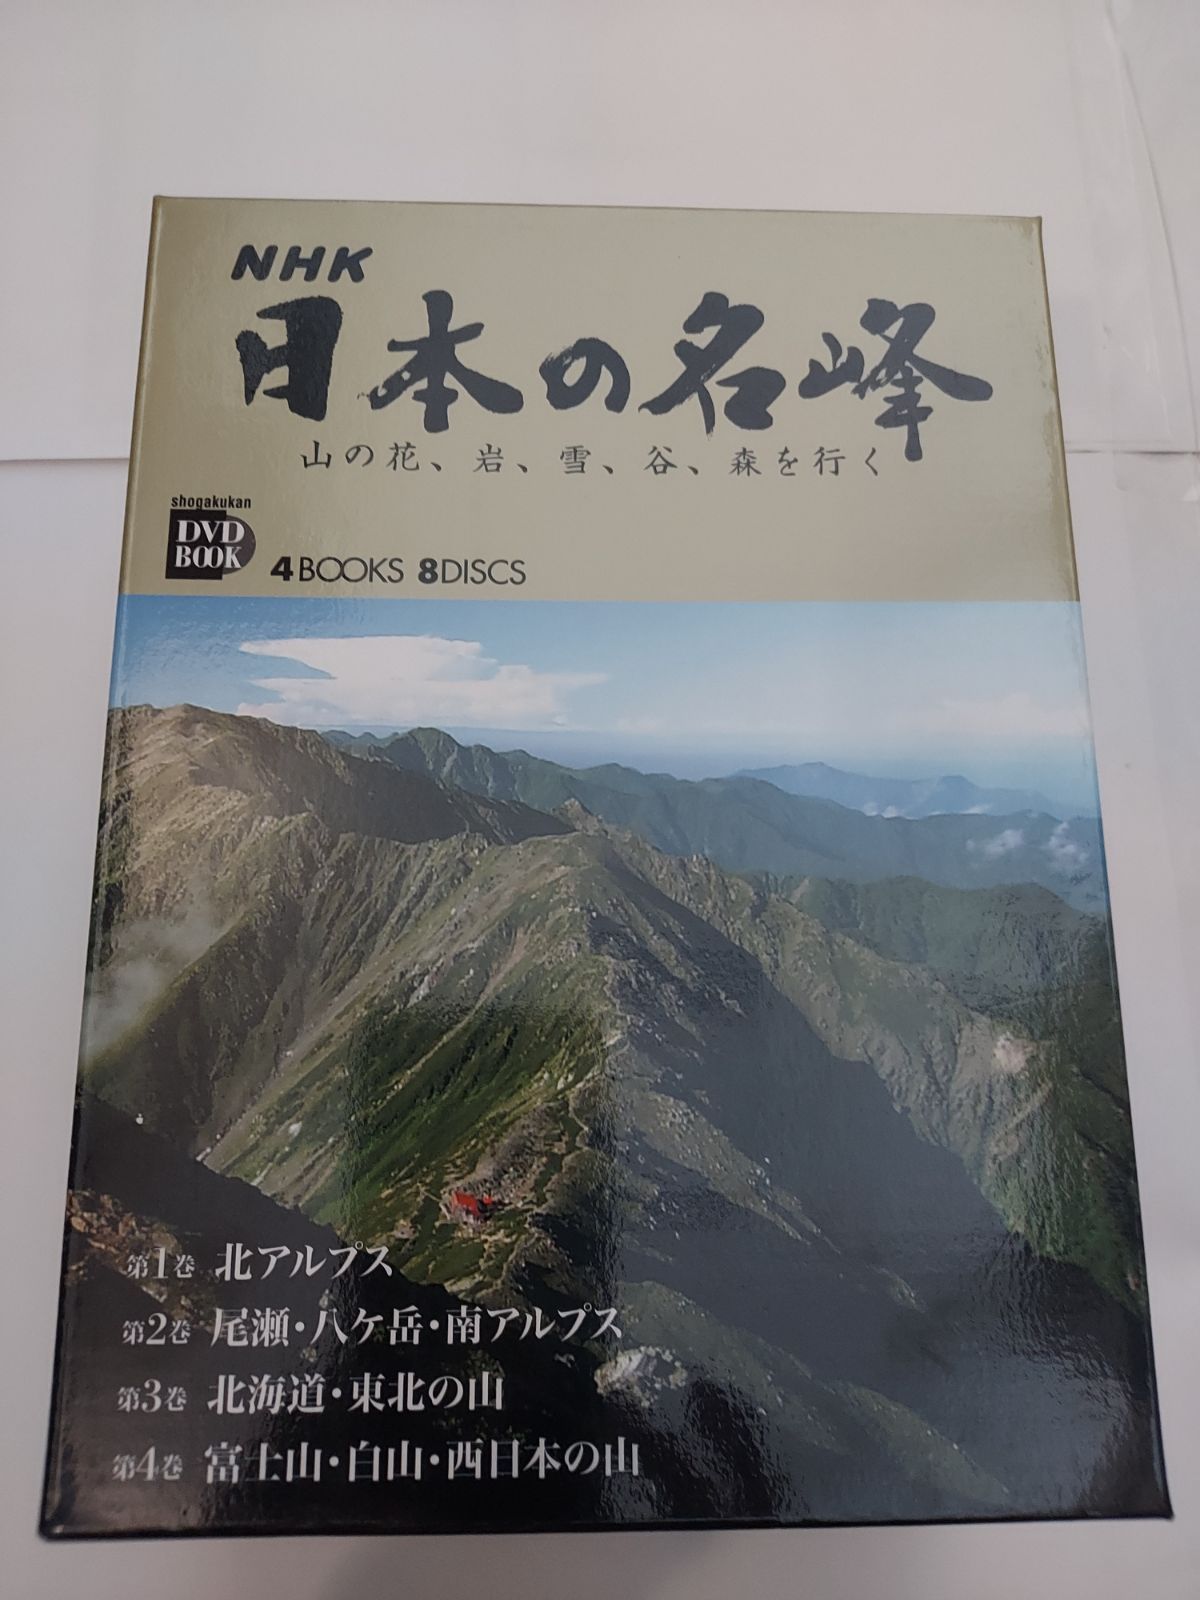 NHK
日本の名峰
山の花、岩、雪、谷、森を行く
shogakukan
DVD
BOOK
4BOOKS 8DISCS
第1巻 北アルプス
第2巻 尾瀬・八ケ岳・南アルプス
第3巻 北海道・東北の山
第4巻 富士山・白山・西日本の山